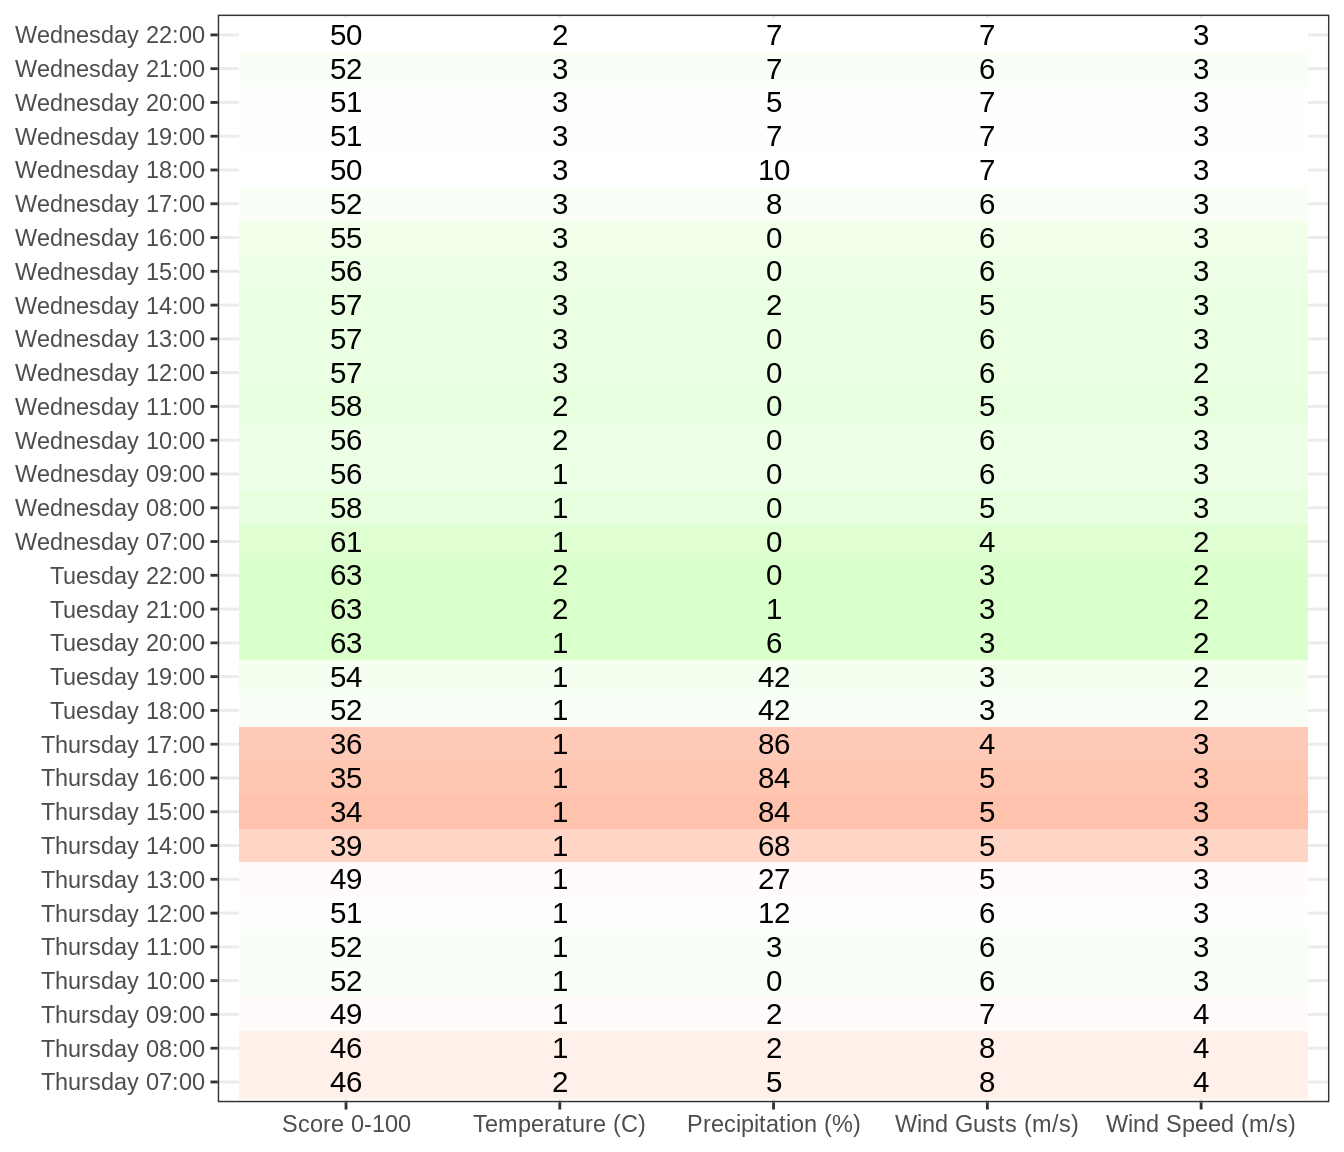 Wednesday 22:00 50 2 7 7 3
Wednesday 21:00 52 3 7 6 3
Wednesday 20:00 51 3 5 7 3
Wednesday 19:00 51 3 7 7 3
Wednesday 18:00 50 3 10 7 3
Wednesday 17:00 52 3 8 6 3
Wednesday 16:00 55 3 0 6 3
Wednesday 15:00 56 3 0 6 3
Wednesday 14:00 57 3 2 5 3
Wednesday 13:00 57 3 0 6 3
Wednesday 12:00 57 3 0 6 2
Wednesday 11:00 58 2 0 5 3
Wednesday 10:00 56 2 0 6 3
Wednesday 09:00 56 1 0 6 3
Wednesday 08:00 58 1 0 5 3
Wednesday 07:00 61 1 0 4 2
Tuesday 22:00 63 2 0 3 2
Tuesday 21:00 63 2 1 3 2
Tuesday 20:00 63 1 6 3 2
Tuesday 19:00 54 1 42 3 2
Tuesday 18:00 52 1 42 3 2
Thursday 17:00 36 1 86 4 3
Thursday 16:00 35 1 84 5 3
Thursday 15:00 34 1 84 5 3
Thursday 14:00 39 1 68 5 3
Thursday 13:00 49 1 27 5 3
Thursday 12:00 51 1 12 6 3
Thursday 11:00 52 1 3 6 3
Thursday 10:00 52 1 0 6 3
Thursday 09:00 49 1 2 7 4
Thursday 08:00 46 1 2 8 4
Thursday 07:00 46 2 5 8 4
Score 0-100 Temperature (C) Precipitation (%) Wind Gusts (m/s) Wind Speed (m/s)